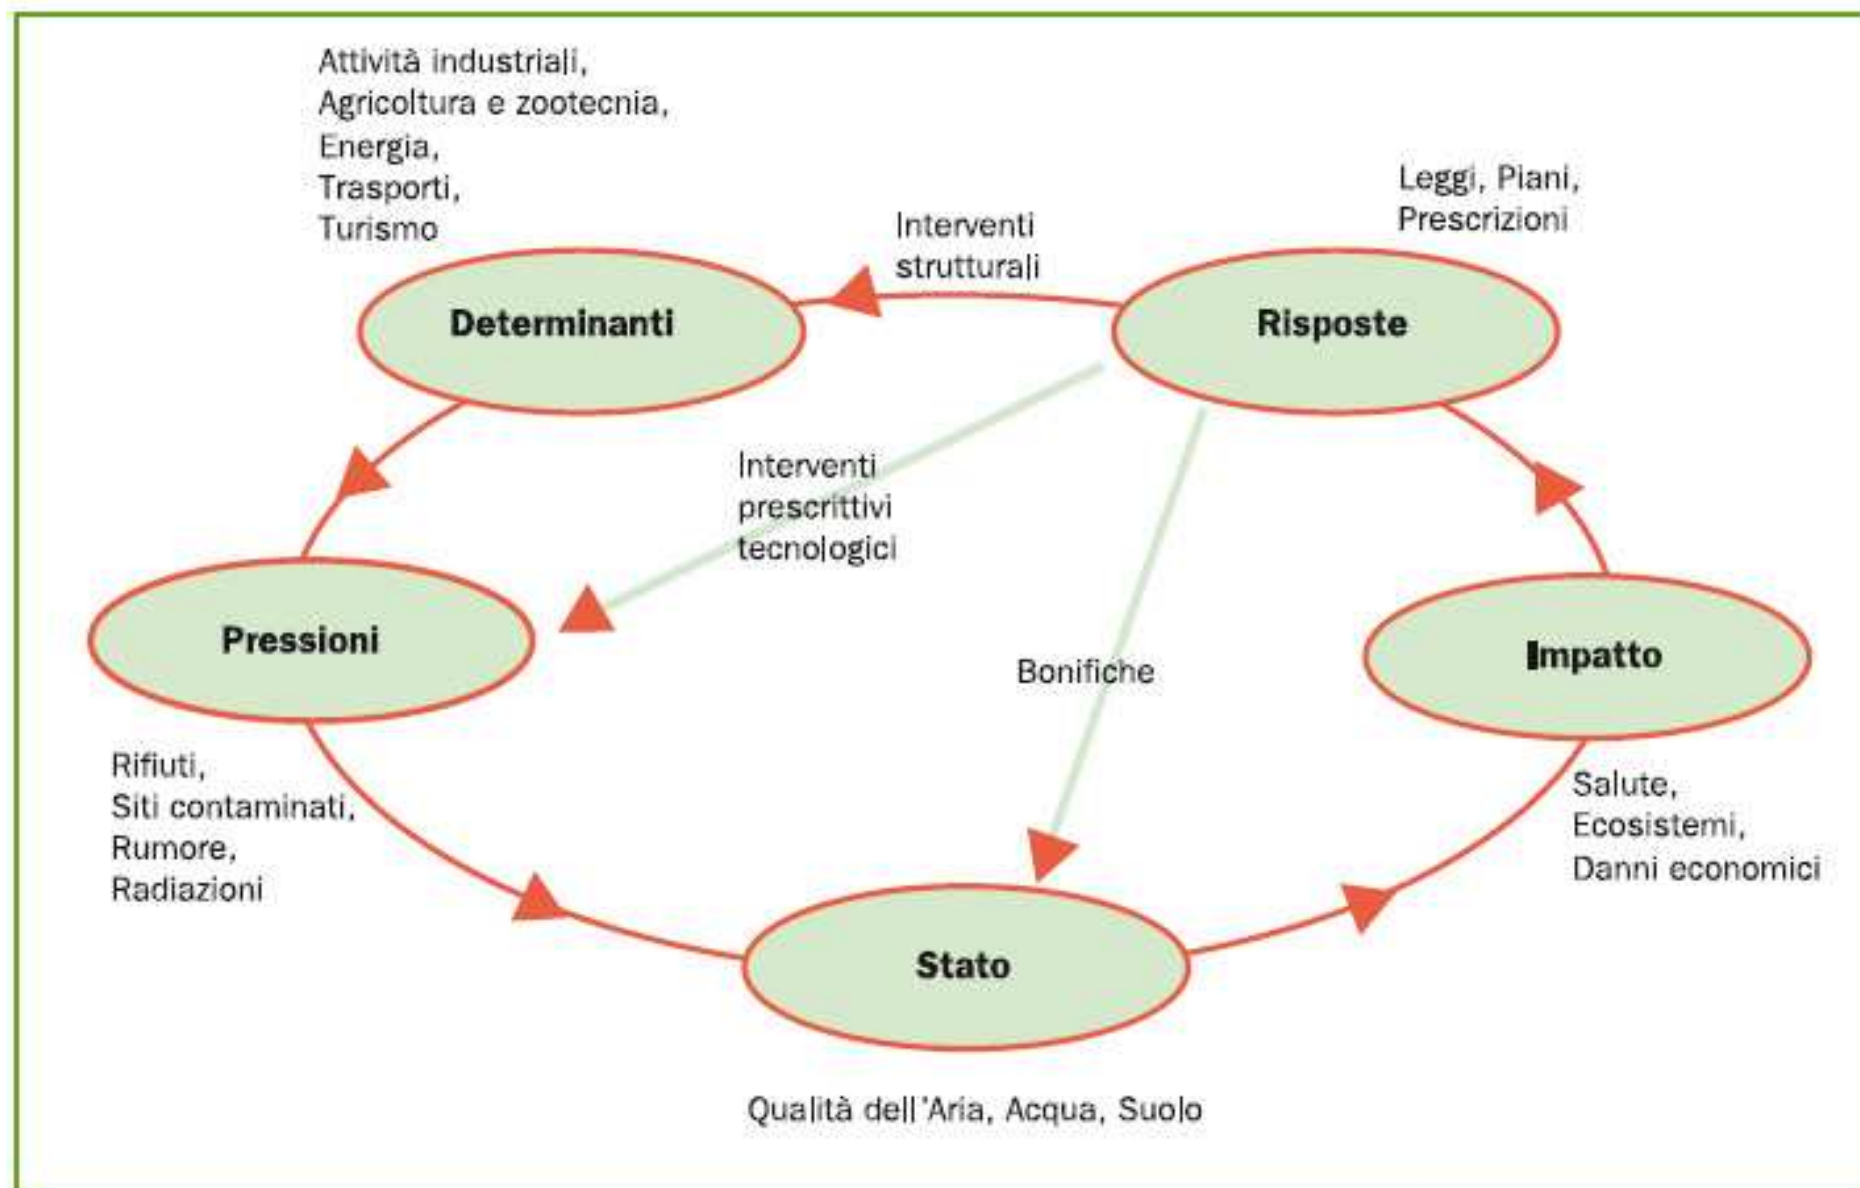 Attività industriali,
Agricoltura e zootecnia,
Energia,
Trasporti,
Turismo
Leggi, Piani,
Prescrizioni
Interventi
strutturali
Determinanti
Risposte
Interventi
prescrittivi
tecnologici
Pressioni
Impatto
Bonifiche
Rifiuti,
Siti contaminati,
Rumore,
Radiazioni
Salute,
Ecosistemi,
Danni economici
Stato
Qualità dell'Aria, Acqua, Suolo